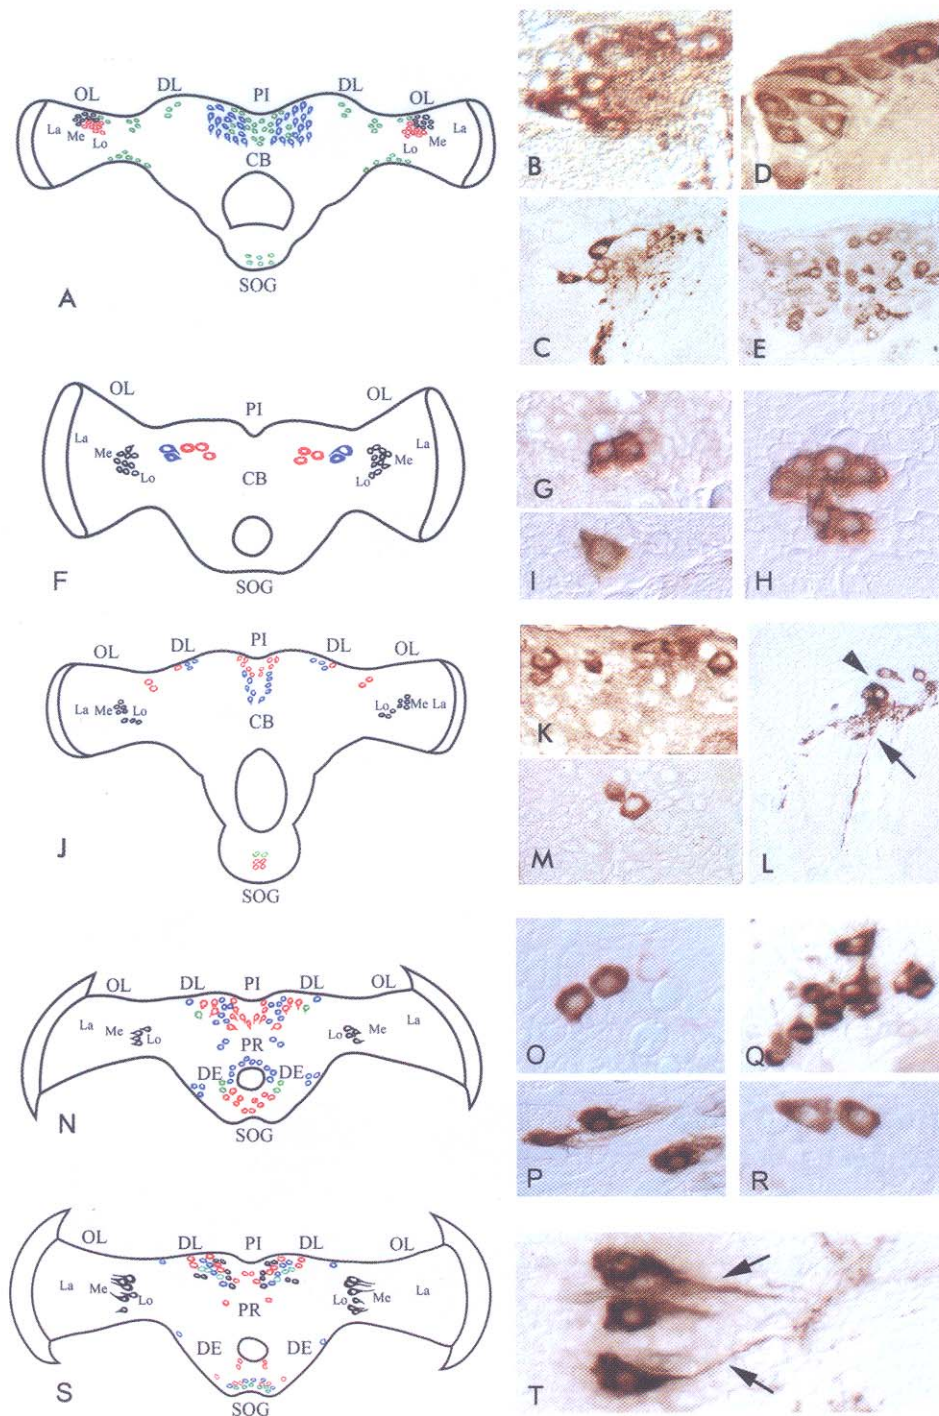 DL PI DL
OL OL
La Me Lo Lo Me La
CB
SOG
A
B
D
C
E
OL PI OL
La Me Lo Lo Me La
CB
SOG
F
G
I
H
OL DL PI DL OL
La Me Lo Lo Me La
CB
SOG
J
K
M
L
OL DL PI DL OL
La Me Lo Lo Me La
PR
DE DE
SOG
N
O
Q
P
R
OL DL PI DL OL
La Me Lo Lo Me La
PR
DE DE
SOG
S
T